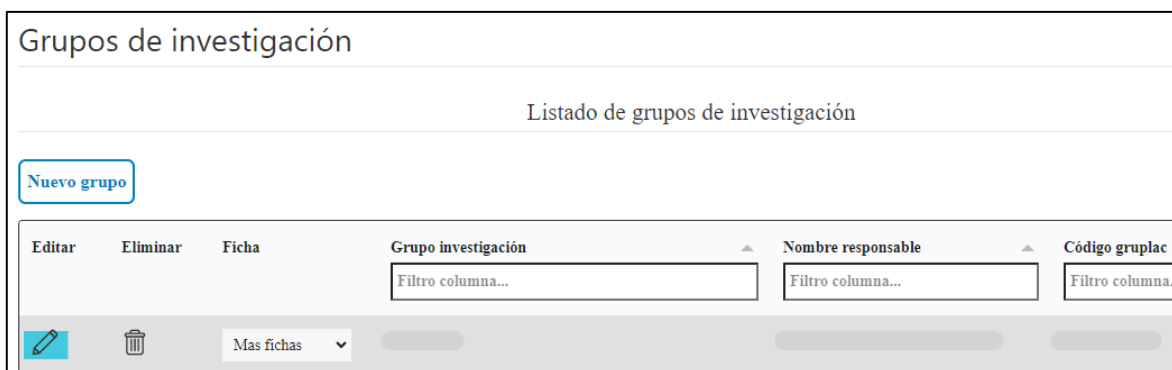 Grupos de investigación
Listado de grupos de investigación
Nuevo grupo
Editar Eliminar Ficha Grupo investigación Nombre responsable Código gruplac
Filtro columna... Filtro columna... Filtro columna.
Mas fichas